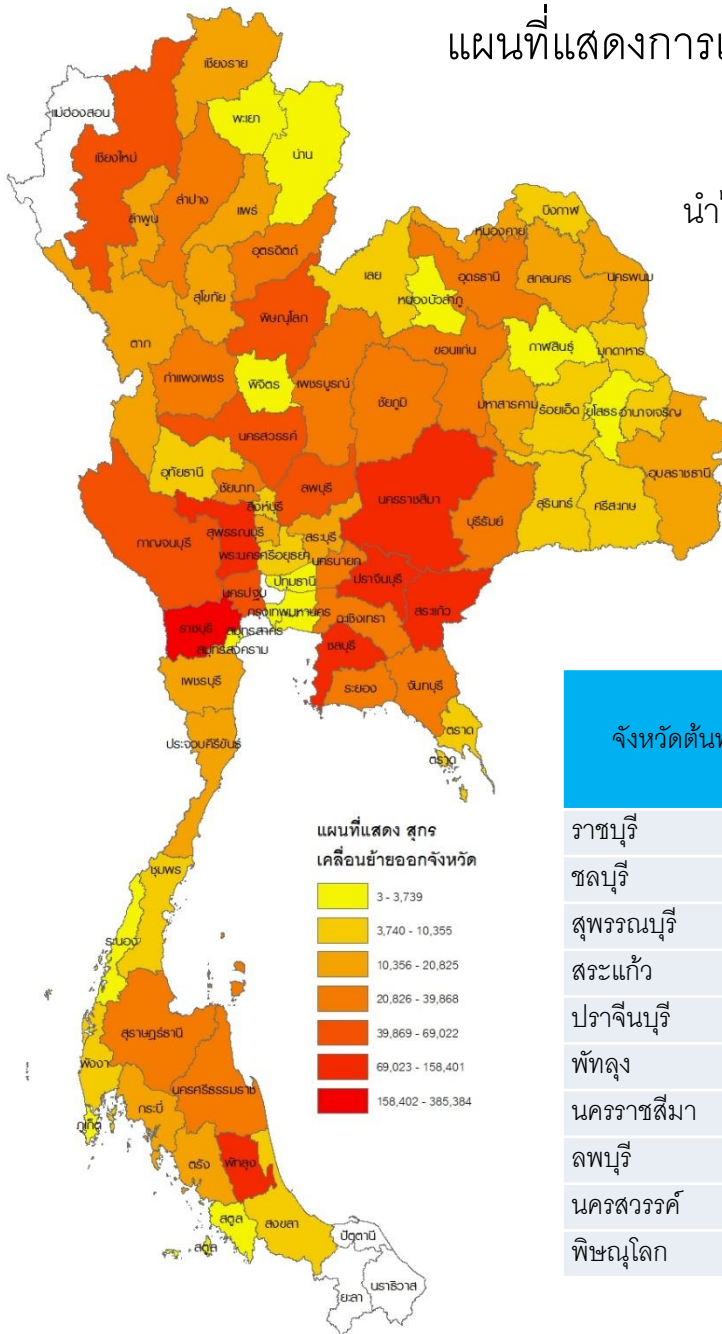 แผนที่แสดงการเ
นำไ
เชียงราย
แม่ฮ่องสอน
พะเยา
น่าน
เชียงใหม่
ลำปาง
ลำพูน
แพร่
บึงกาฬ
หนองคาย
อุตรดิตถ์
เลย
อุดรธานี
สกลนคร
นครพนม
สุโขทัย
หนองบัวลำภู
พิษณุโลก
ตาก
ขอนแก่น
กาฬสินธุ์
มุกดาหาร
กำแพงเพชร
พิจิตร
เพชรบูรณ์
ชัยภูมิ
มหาสารคาม
ร้อยเอ็ด
ยโสธร
อำนาจเจริญ
นครสวรรค์
อุทัยธานี
ชัยนาท
ลพบุรี
นครราชสีมา
อุบลราชธานี
สิงห์บุรี
บุรีรัมย์
สุรินทร์
ศรีสะเกษ
กาญจนบุรี
สุพรรณบุรี
สระบุรี
พระนครศรีอยุธยา
นครนายก
ปทุมธานี
ปราจีนบุรี
นครปฐม
กรุงเทพมหานคร
ฉะเชิงเทรา
สระแก้ว
ราชบุรี
สมุทรสาคร
สมุทรสงคราม
ชลบุรี
เพชรบุรี
ระยอง
จันทบุรี
ตราด
ตราด
ประจวบคีรีขันธ์
จังหวัดต้นท
ราชบุรี
ชลบุรี
สุพรรณบุรี
สระแก้ว
ปราจีนบุรี
พัทลุง
นครราชสีมา
ลพบุรี
นครสวรรค์
พิษณุโลก
แผนที่แสดง สุกร
เคลื่อนย้ายออกจังหวัด
3 - 3,739
3,740 - 10,355
10,356 - 20,825
20,826 - 39,868
39,869 - 69,022
69,023 - 158,401
158,402 - 385,384
ชุมพร
ระนอง
สุราษฎร์ธานี
พังงา
นครศรีธรรมราช
กระบี่
ภูเก็ต
ตรัง
พัทลุง
สตูล
สงขลา
สตูล
ปัตตานี
ยะลา
นราธิวาส